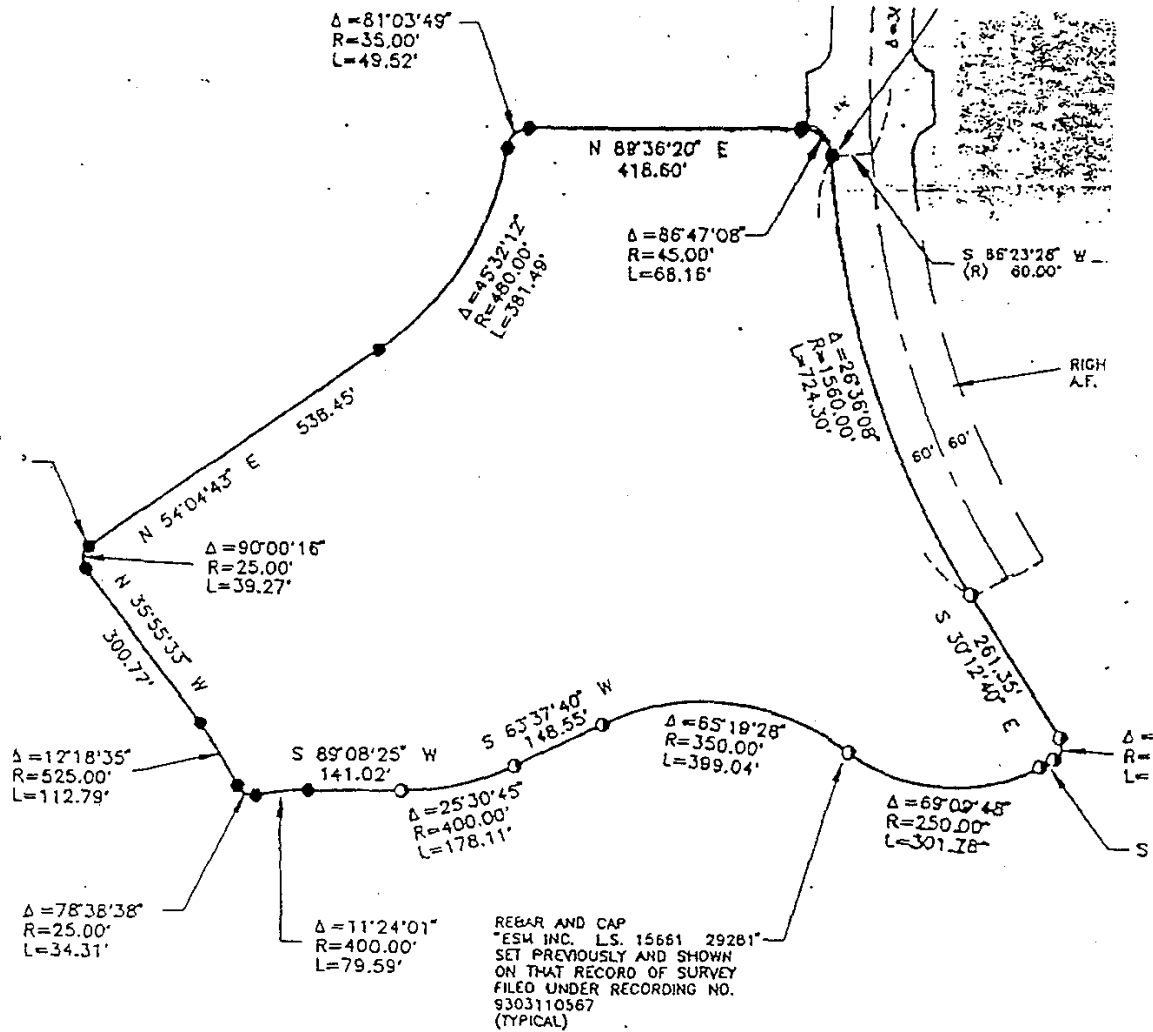 Δ=81°03'49"
R=35.00'
L=49.52'
Δ=3
14'
N 89°36'20" E
418.60'
Δ=86°47'08"
R=45.00'
L=68.16'
S 86°23'28" W
(R) 60.00'
Δ=45°32'12"
R=480.00'
L=381.49'
Δ=26°36'08"
R=1560.00'
L=724.30'
RIGH
A.F.
60' 60'
538.45'
N 54°04'43" E
Δ=90°00'16"
R=25.00'
L=39.27'
N 35°55'33" W
300.77'
261.35'
S 30°12'40" E
Δ=12°18'35"
R=525.00'
L=112.79'
S 89°08'25" W
141.02'
S 63°37'40" W
148.55'
Δ=65°19'28"
R=350.00'
L=399.04'
Δ=
R=
L=
Δ=25°30'45"
R=400.00'
L=178.11'
Δ=69°09'48"
R=250.00'
L=301.78'
S
Δ=78°38'38"
R=25.00'
L=34.31'
Δ=11°24'01"
R=400.00'
L=79.59'
REBAR AND CAP
"ESM INC. L.S. 15661 29281"
SET PREVIOUSLY AND SHOWN
ON THAT RECORD OF SURVEY
FILED UNDER RECORDING NO.
9303110567
(TYPICAL)